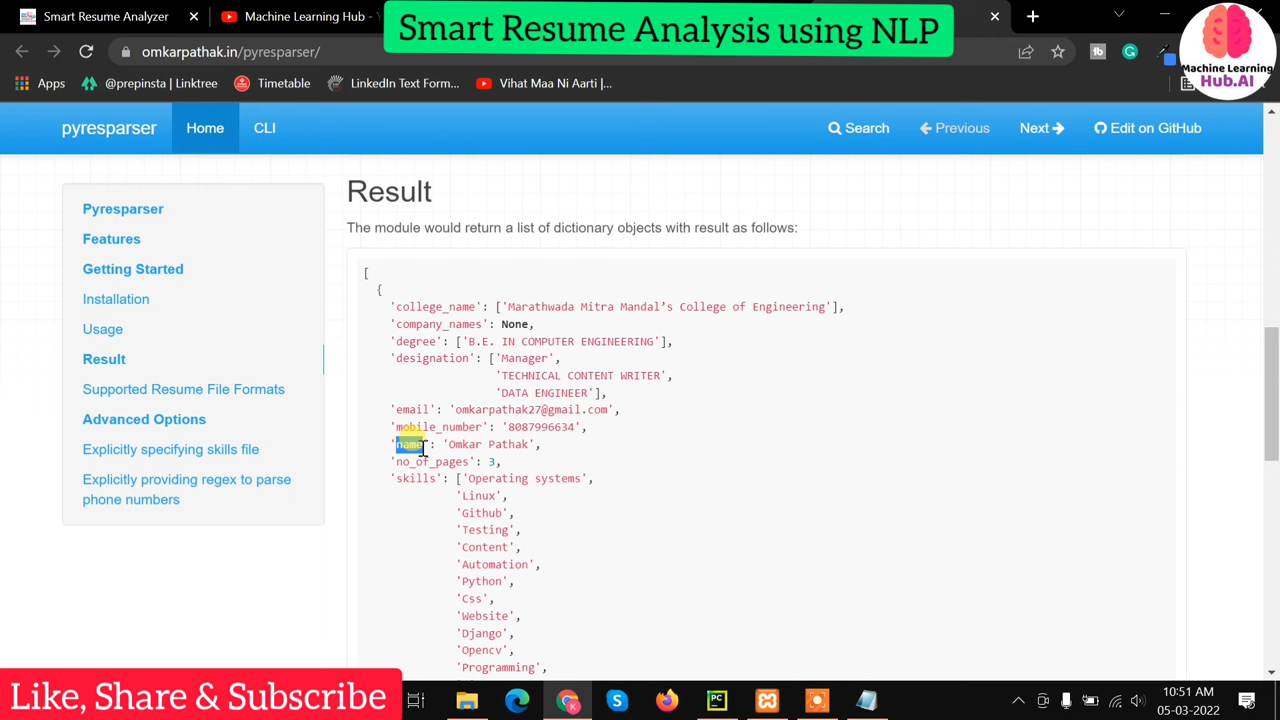 Smart Resume Analyzer
Machine Learning Hub -
Smart Resume Analysis using NLP
omkarpathak.in/pyresparser/
Machine Learning
Hub.AI
Apps
@prepinsta | Linktree
Timetable
LinkedIn Text Form...
Vihat Maa Ni Aarti |...
pyresparser
Home
CLI
Search
Previous
Next
Edit on GitHub
Pyresparser
Features
Getting Started
Installation
Usage
Result
Supported Resume File Formats
Advanced Options
Explicitly specifying skills file
Explicitly providing regex to parse
phone numbers
Result
The module would return a list of dictionary objects with result as follows:
[
{
'college_name': ['Marathwada Mitra Mandal’s College of Engineering'],
'company_names': None,
'degree': ['B.E. IN COMPUTER ENGINEERING'],
'designation': ['Manager',
'TECHNICAL CONTENT WRITER',
'DATA ENGINEER'],
'email': 'omkarpathak27@gmail.com',
'mobile_number': '8087996634',
'name': 'Omkar Pathak',
'no_of_pages': 3,
'skills': ['Operating systems',
'Linux',
'Github',
'Testing',
'Content',
'Automation',
'Python',
'Css',
'Website',
'Django',
'Opencv',
'Programming',
Like, Share & Subscribe
10:51 AM
05-03-2022